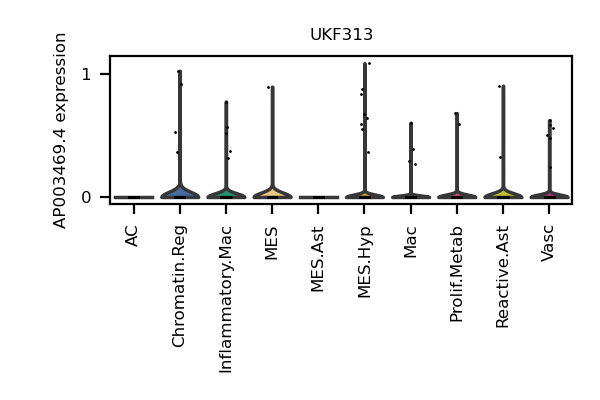 UKF313
AP003469.4 expression
1
0
AC
Chromatin.Reg
Inflammatory.Mac
MES
MES.Ast
MES.Hyp
Mac
Prolif.Metab
Reactive.Ast
Vasc